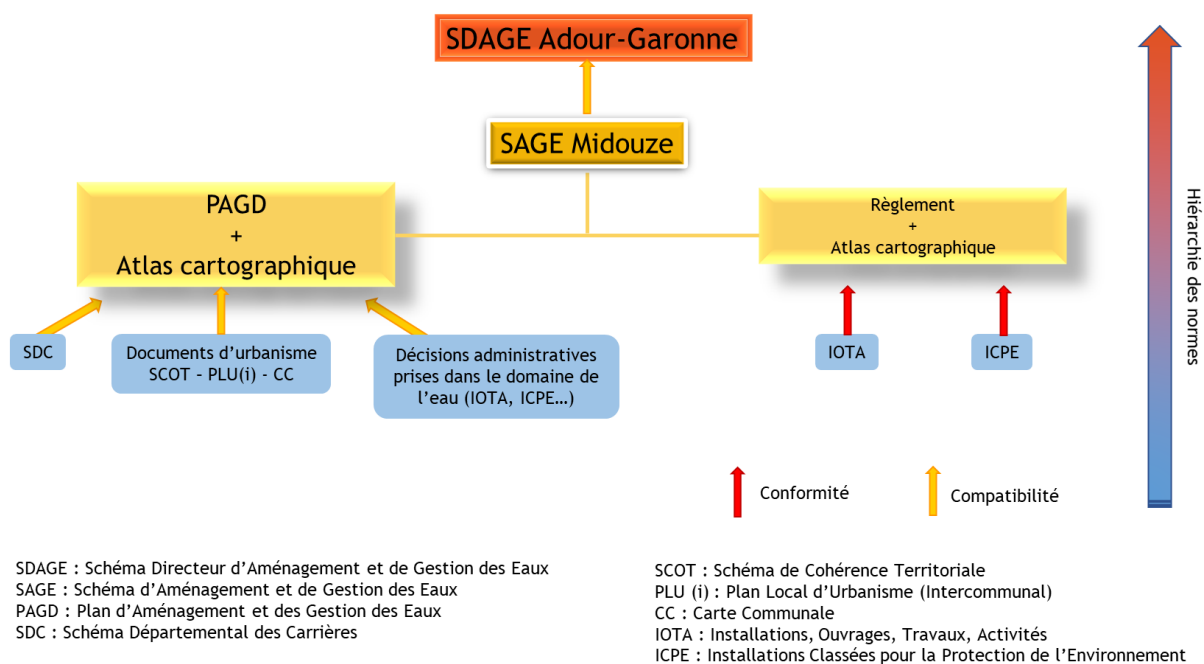 SDAGE Adour-Garonne
SAGE Midouze
PAGD
+
Atlas cartographique
Règlement
+
Atlas cartographique
SDC
Documents d'urbanisme
SCOT - PLU(i) - CC
Décisions administratives
prises dans le domaine de
l'eau (IOTA, ICPE…)
IOTA
ICPE
Hiérarchie des normes
Conformité
Compatibilité
SDAGE : Schéma Directeur d'Aménagement et de Gestion des Eaux
SAGE : Schéma d'Aménagement et de Gestion des Eaux
PAGD : Plan d'Aménagement et des Gestion des Eaux
SDC : Schéma Départemental des Carrières
SCOT : Schéma de Cohérence Territoriale
PLU (i) : Plan Local d'Urbanisme (Intercommunal)
CC : Carte Communale
IOTA : Installations, Ouvrages, Travaux, Activités
ICPE : Installations Classées pour la Protection de l'Environnement